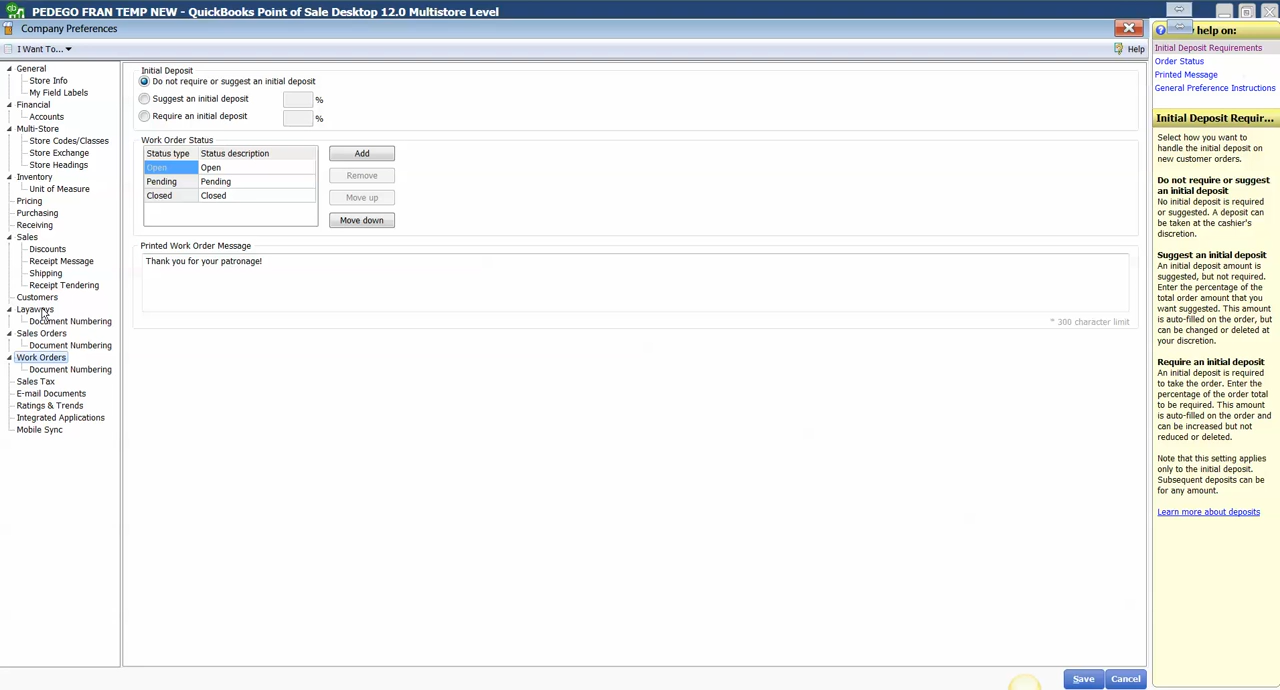 PEDEGO FRAN TEMP NEW - QuickBooks Point of Sale Desktop 12.0 Multistore Level
Company Preferences
I Want To...
Help
General
Store Info
My Field Labels
Financial
Accounts
Multi-Store
Store Codes/Classes
Store Exchange
Store Headings
Inventory
Unit of Measure
Pricing
Purchasing
Receiving
Sales
Discounts
Receipt Message
Shipping
Receipt Tendering
Customers
Layaways
Document Numbering
Sales Orders
Document Numbering
Work Orders
Document Numbering
Sales Tax
E-mail Documents
Ratings & Trends
Integrated Applications
Mobile Sync
Initial Deposit
Do not require or suggest an initial deposit
Suggest an initial deposit %
Require an initial deposit %
Work Order Status
Status type Status description
Open Open
Pending Pending
Closed Closed
Add
Remove
Move up
Move down
Printed Work Order Message
Thank you for your patronage!
* 300 character limit
Save Cancel
help on:
Initial Deposit Requirements
Order Status
Printed Message
General Preference Instructions
Initial Deposit Requir...
Select how you want to
handle the initial deposit on
new customer orders.
Do not require or suggest
an initial deposit
No initial deposit is required
or suggested. A deposit can
be taken at the cashier's
discretion.
Suggest an initial deposit
An initial deposit amount is
suggested, but not required.
Enter the percentage of the
total order amount that you
want suggested. This amount
is auto-filled on the order, but
can be changed or deleted at
your discretion.
Require an initial deposit
An initial deposit is required
to take the order. Enter the
percentage of the order total
to be required. This amount
is auto-filled on the order and
can be increased but not
reduced or deleted.
Note that this setting applies
only to the initial deposit.
Subsequent deposits can be
for any amount.
Learn more about deposits